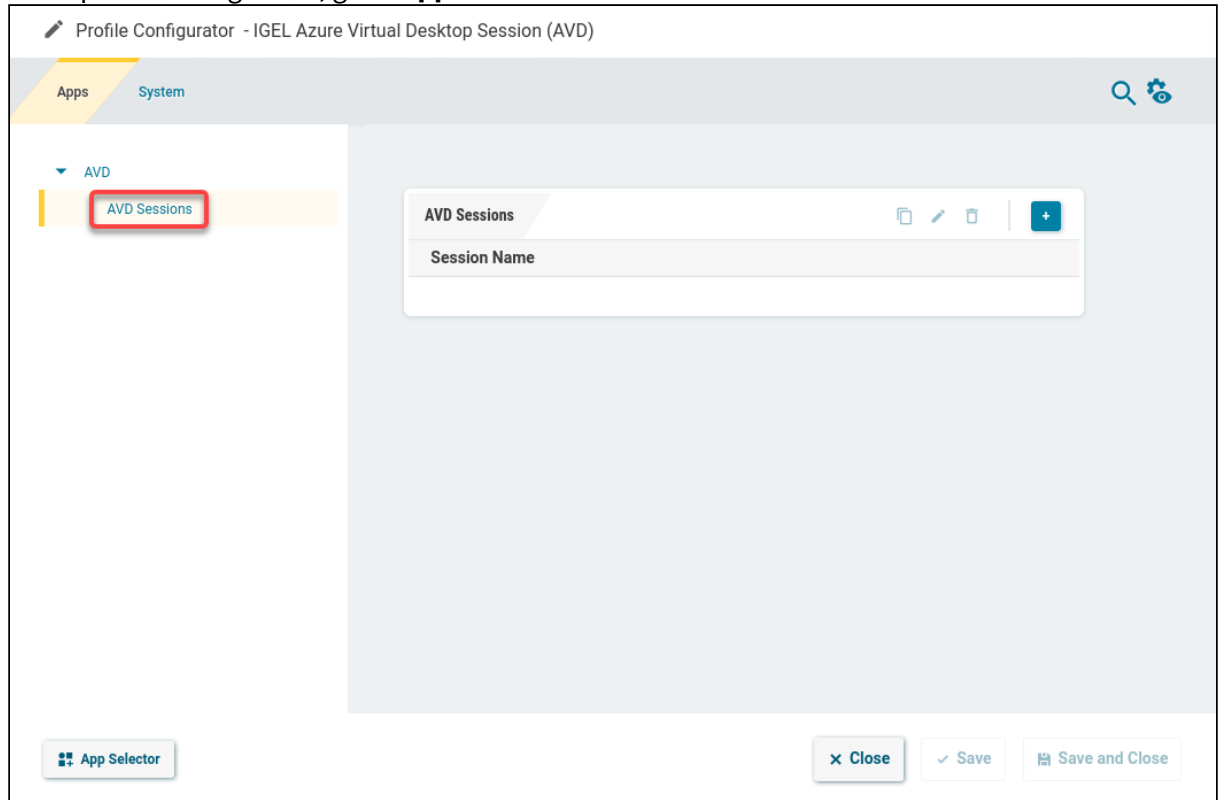 Profile Configurator - IGEL Azure Virtual Desktop Session (AVD)
Apps System
AVD
AVD Sessions
AVD Sessions
+
Session Name
App Selector
Close Save Save and Close